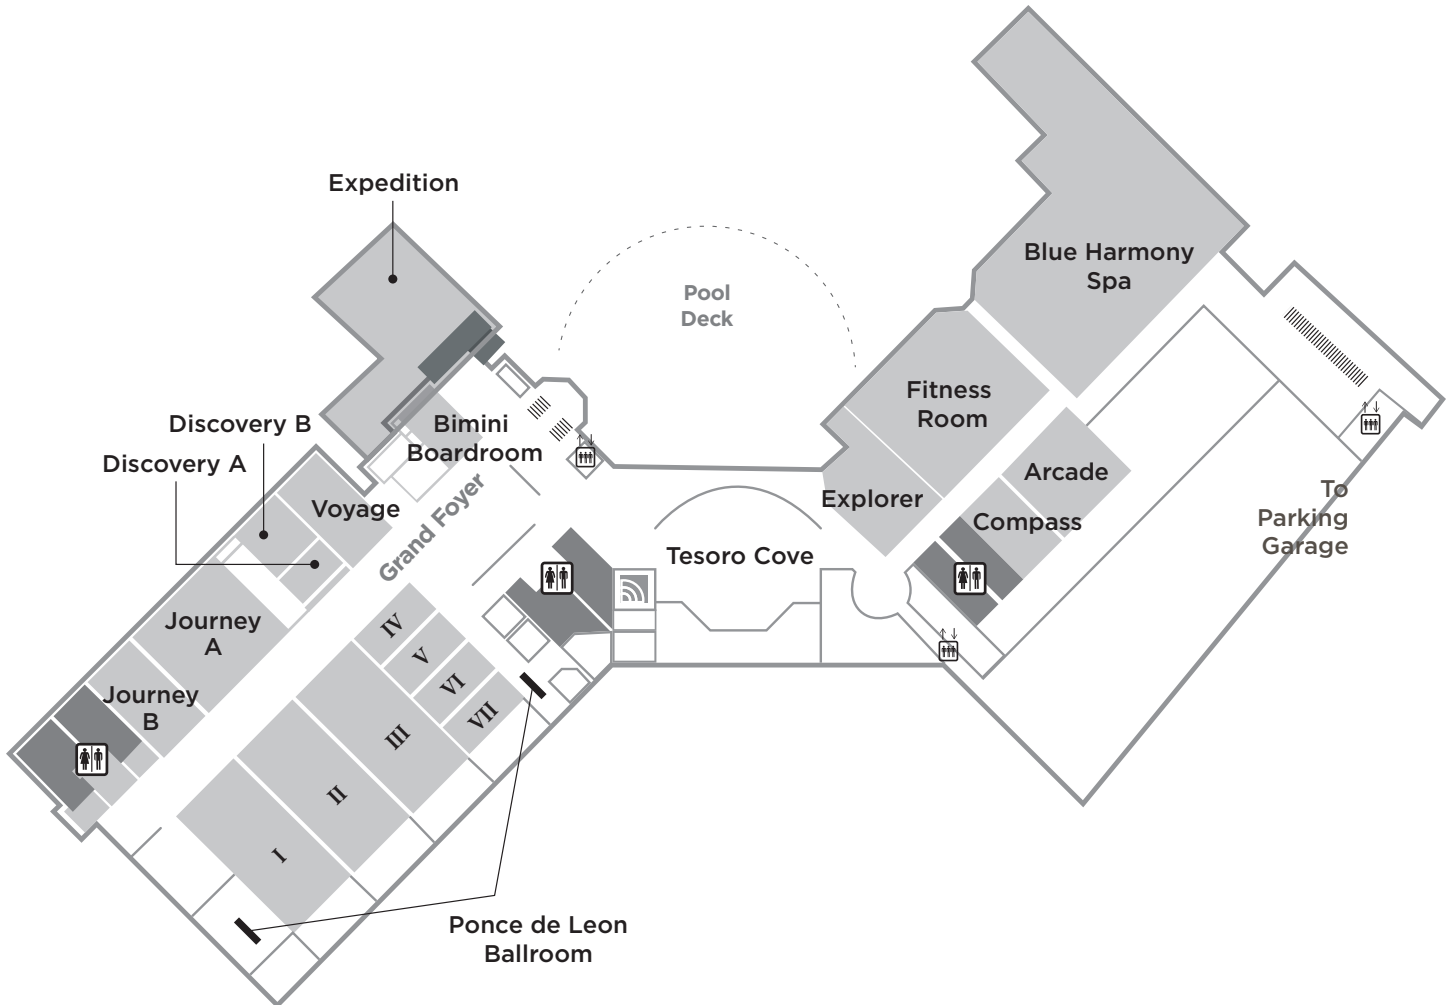 Expedition
Blue Harmony
Spa
Pool
Deck
Fitness
Room
Discovery B
Bimini
Boardroom
Discovery A
Arcade
Voyage
Explorer
To
Parking
Garage
Compass
Grand Foyer
Tesoro Cove
Journey
A
IV
V
VI
VII
Journey
B
III
II
I
Ponce de Leon
Ballroom